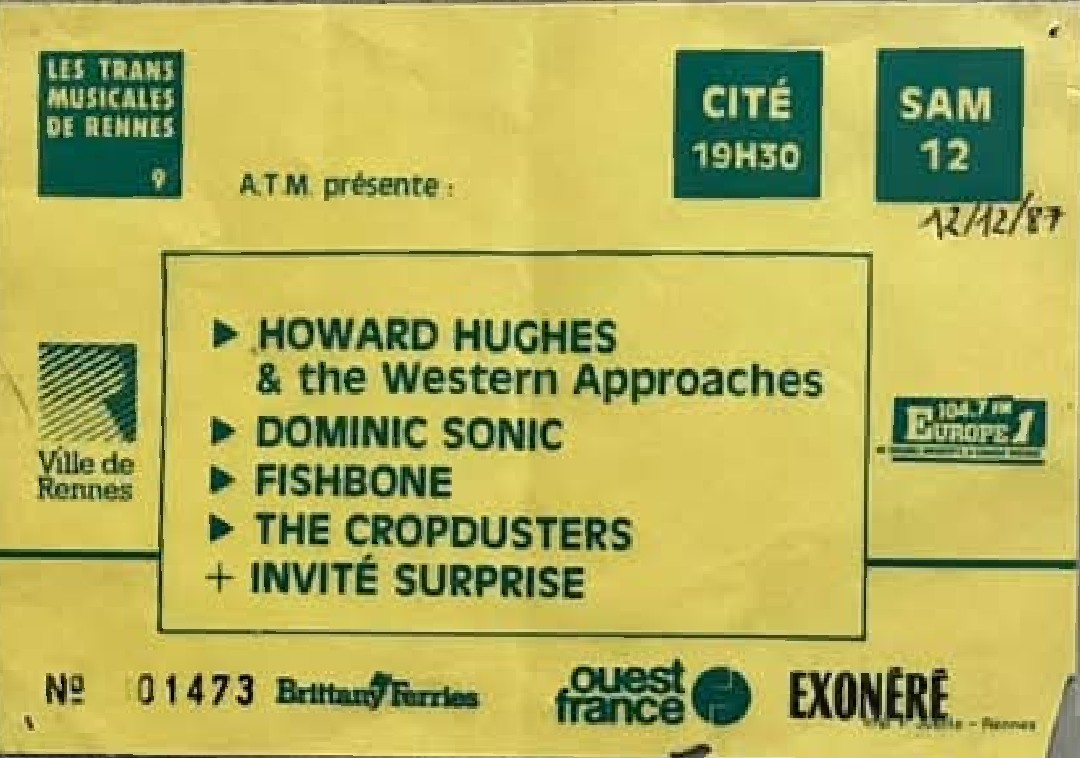 LES TRANS
MUSICALES
DE RENNES
9
CITÉ
19H30
SAM
12
12/12/87
A.T.M. présente :
► HOWARD HUGHES
& the Western Approaches
► DOMINIC SONIC
► FISHBONE
► THE CROPDUSTERS
+ INVITÉ SURPRISE
Ville de
Rennes
104.7 FM
EUROPE 1
Nº 01473
Brittany Ferries
ouest
france
EXONÉRÉ
- Rennes